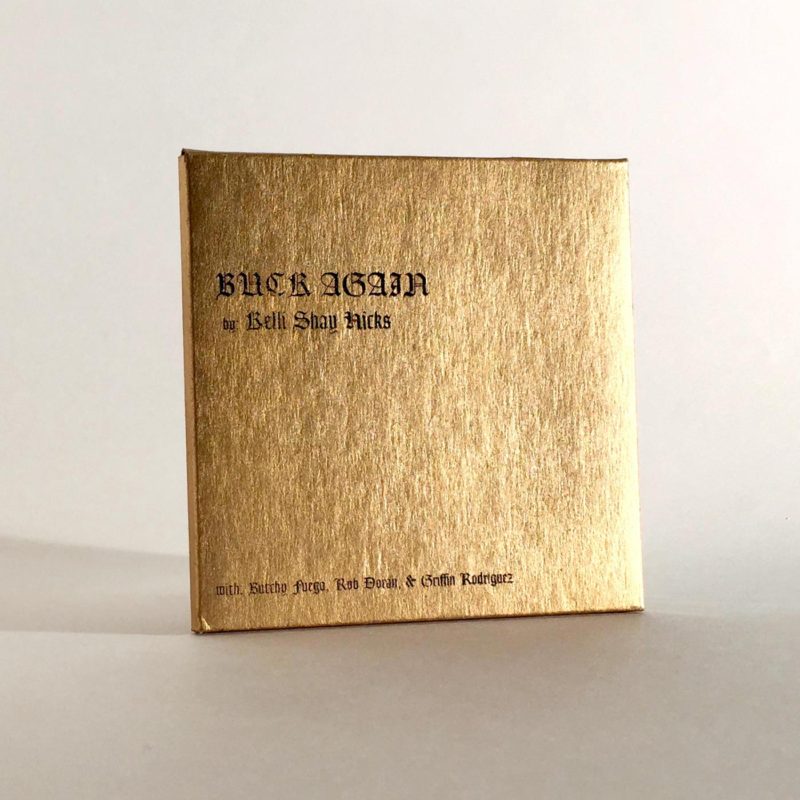 BUCK AGAIN
by Kelli Shay Hicks
with, Butchy Fuego, Rob Doran, & Griffin Rodriguez